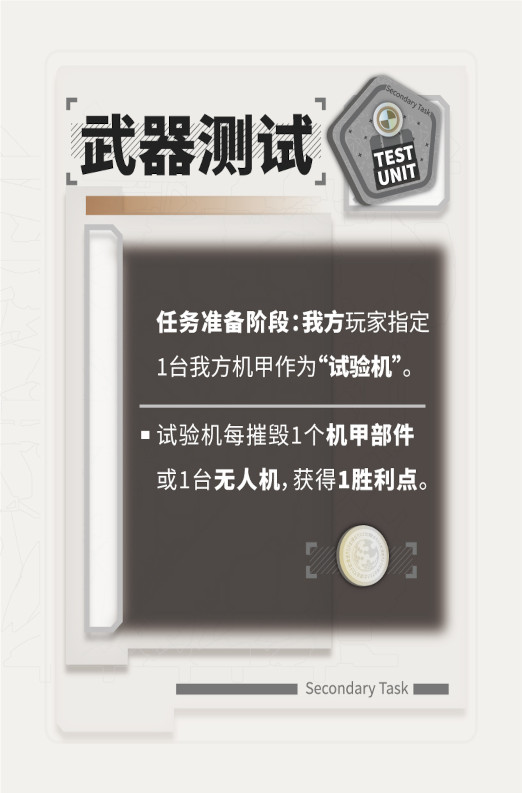 武器测试
Secondary Task
TEST
UNIT
任务准备阶段：我方玩家指定
1台我方机甲作为“试验机”。
▪ 试验机每摧毁1个机甲部件
或1台无人机，获得1胜利点。
Secondary Task